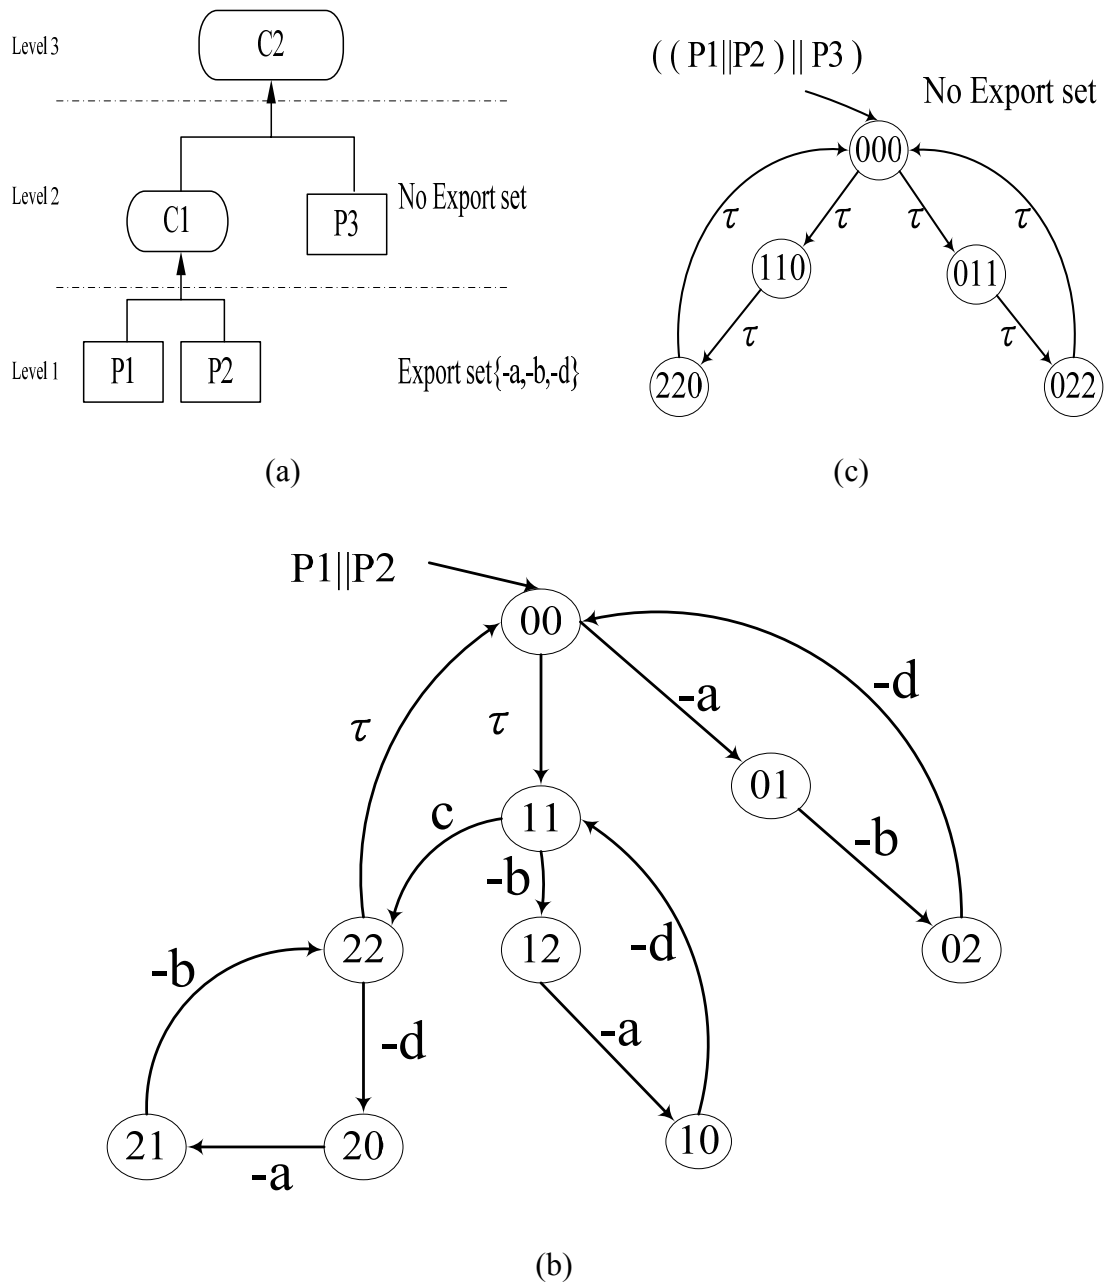 Level 3
C2
Level 2
C1
P3
No Export set
Level 1
P1
P2
Export set{-a,-b,-d}
(a)
( ( P1||P2 ) || P3 )
No Export set
000
τ
τ
τ
τ
110
011
τ
τ
220
022
(c)
P1||P2
00
-a
-d
τ
τ
01
c
11
-b
-b
-b
22
12
-d
02
-d
-a
21
20
10
-a
(b)